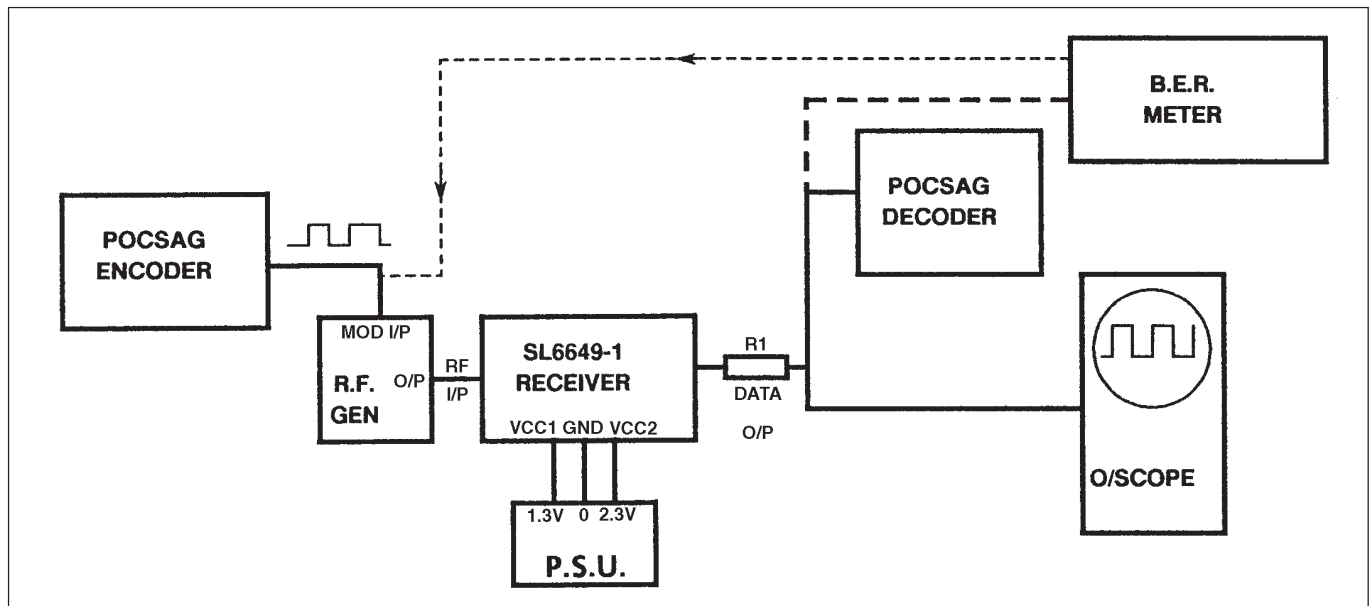 B.E.R.
METER
POCSAG
DECODER
POCSAG
ENCODER
MOD I/P
R.F.
GEN
O/P
RF
I/P
SL6649-1
RECEIVER
VCC1 GND VCC2
R1
DATA
O/P
O/SCOPE
1.3V 0 2.3V
P.S.U.